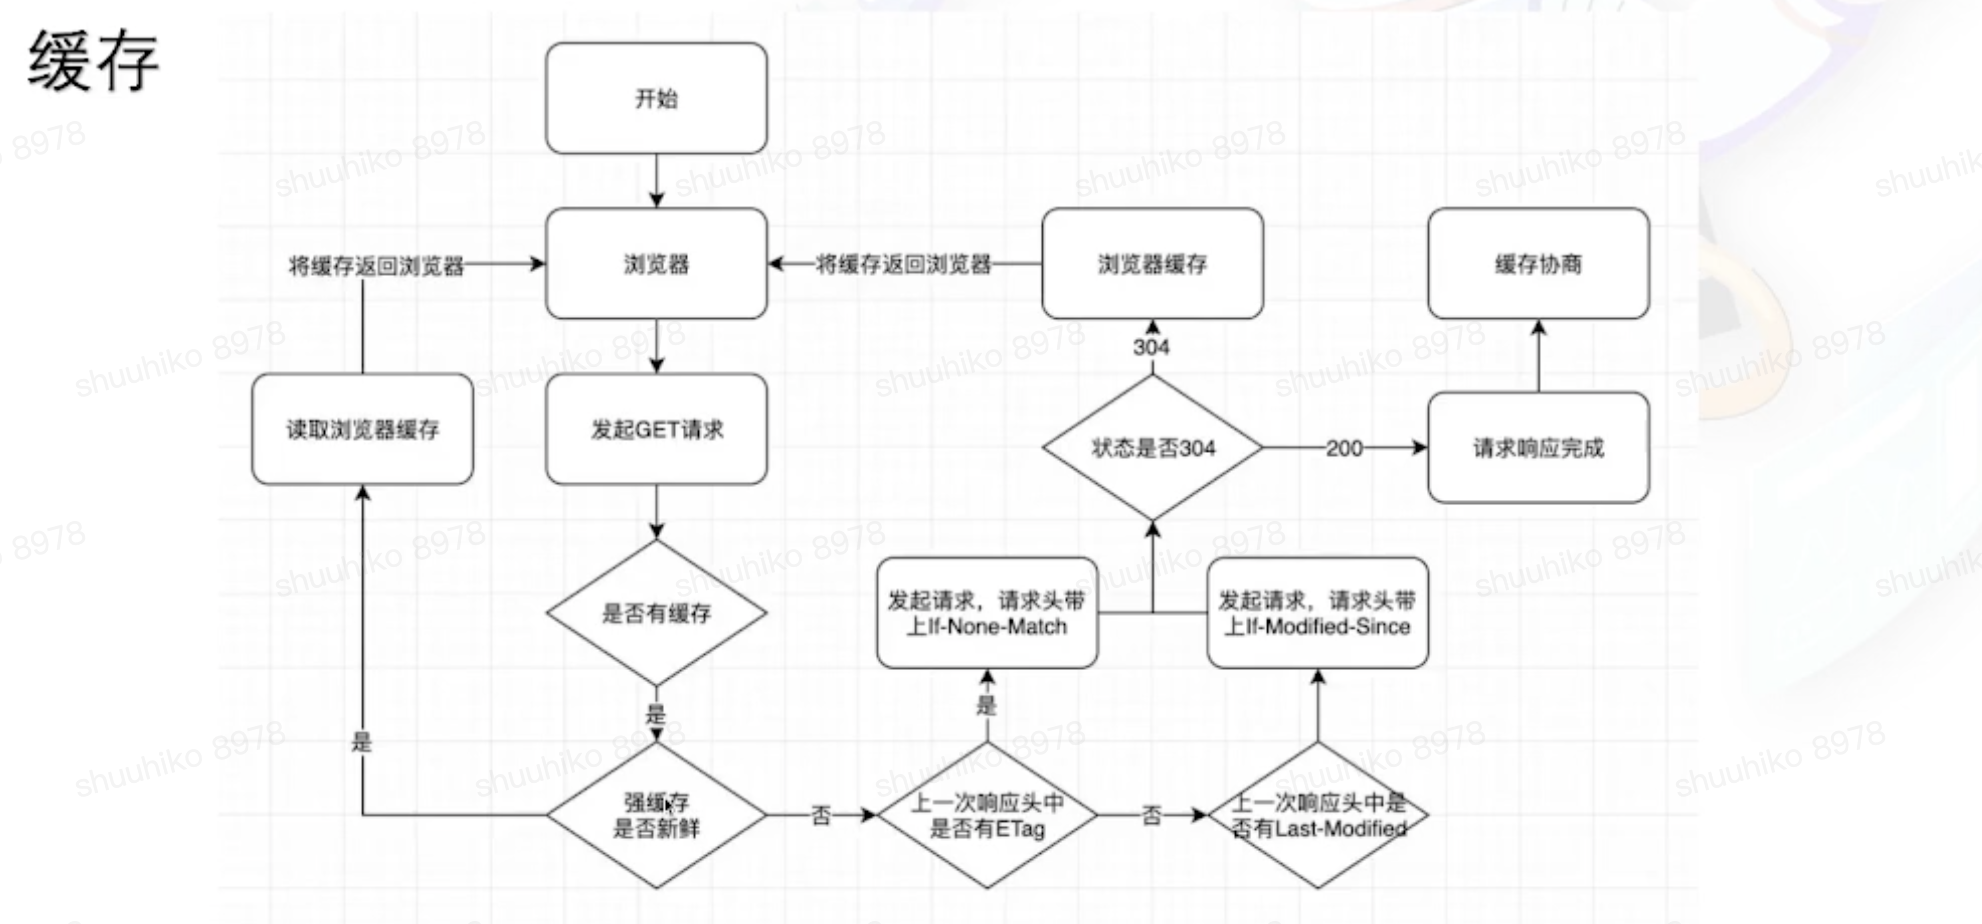 缓存
开始
将缓存返回浏览器
浏览器
将缓存返回浏览器
浏览器缓存
缓存协商
304
读取浏览器缓存
发起GET请求
状态是否304
200
请求响应完成
是否有缓存
发起请求，请求头带
上If-None-Match
发起请求，请求头带
上If-Modified-Since
是
是
是
强缓存
是否新鲜
否
上一次响应头中
是否有ETag
否
上一次响应头中是
否有Last-Modified
shuuhiko 8978